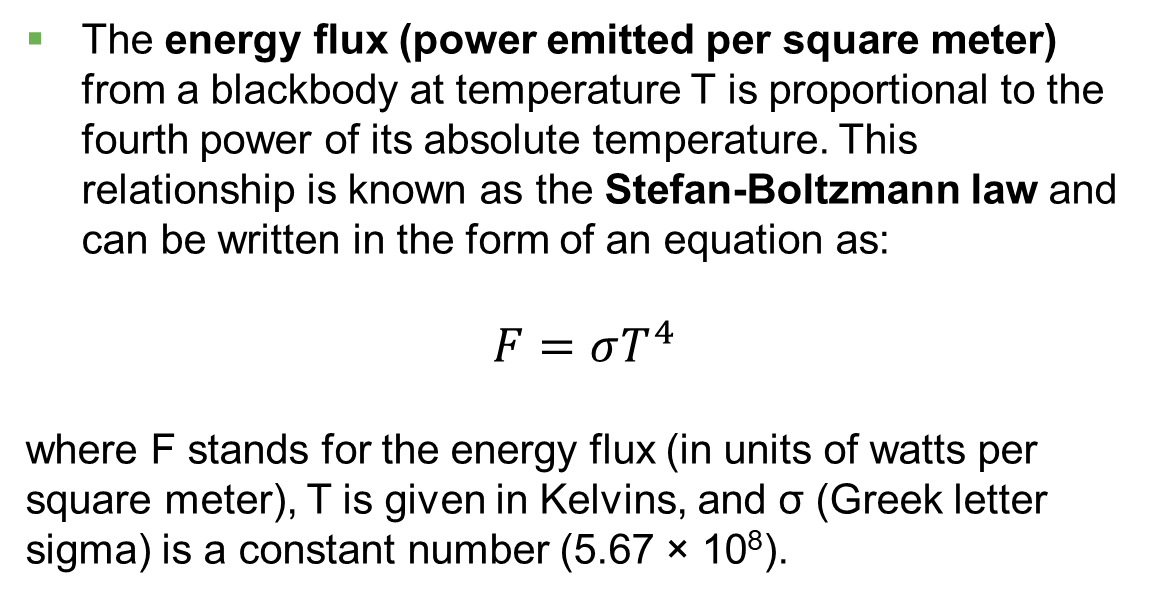 ▪ The energy flux (power emitted per square meter)
from a blackbody at temperature T is proportional to the
fourth power of its absolute temperature. This
relationship is known as the Stefan-Boltzmann law and
can be written in the form of an equation as:
F = σT⁴
where F stands for the energy flux (in units of watts per
square meter), T is given in Kelvins, and σ (Greek letter
sigma) is a constant number (5.67 × 10⁸).